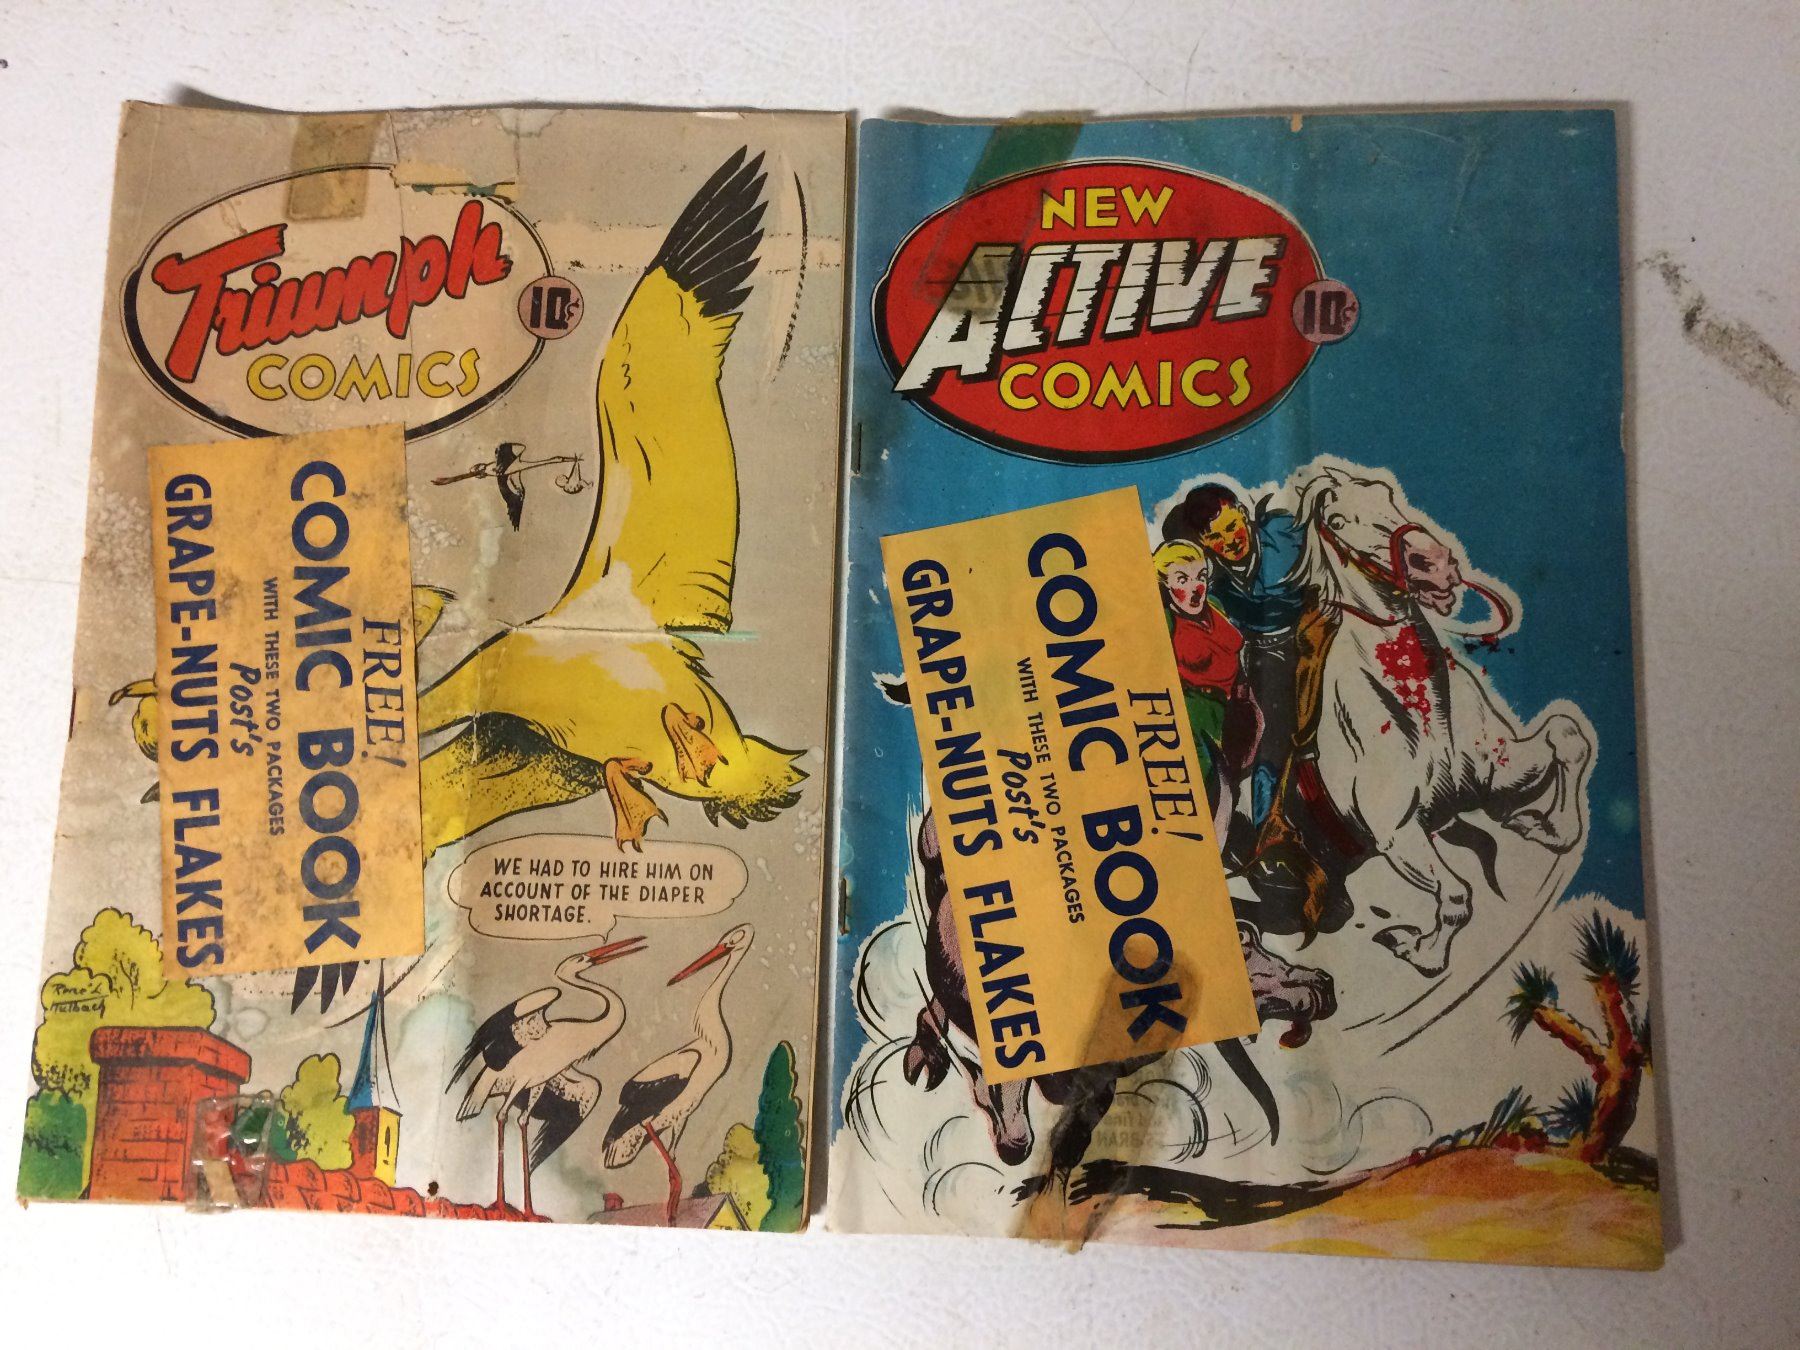 Triumph
COMICS
10¢
FREE!
COMIC BOOK
WITH THESE TWO PACKAGES
Post's
GRAPE-NUTS FLAKES
WE HAD TO HIRE HIM ON
ACCOUNT OF THE DIAPER
SHORTAGE.
René L
Kulbach
NEW
ACTIVE
COMICS
10¢
FREE!
COMIC BOOK
WITH THESE TWO PACKAGES
Post's
GRAPE-NUTS FLAKES